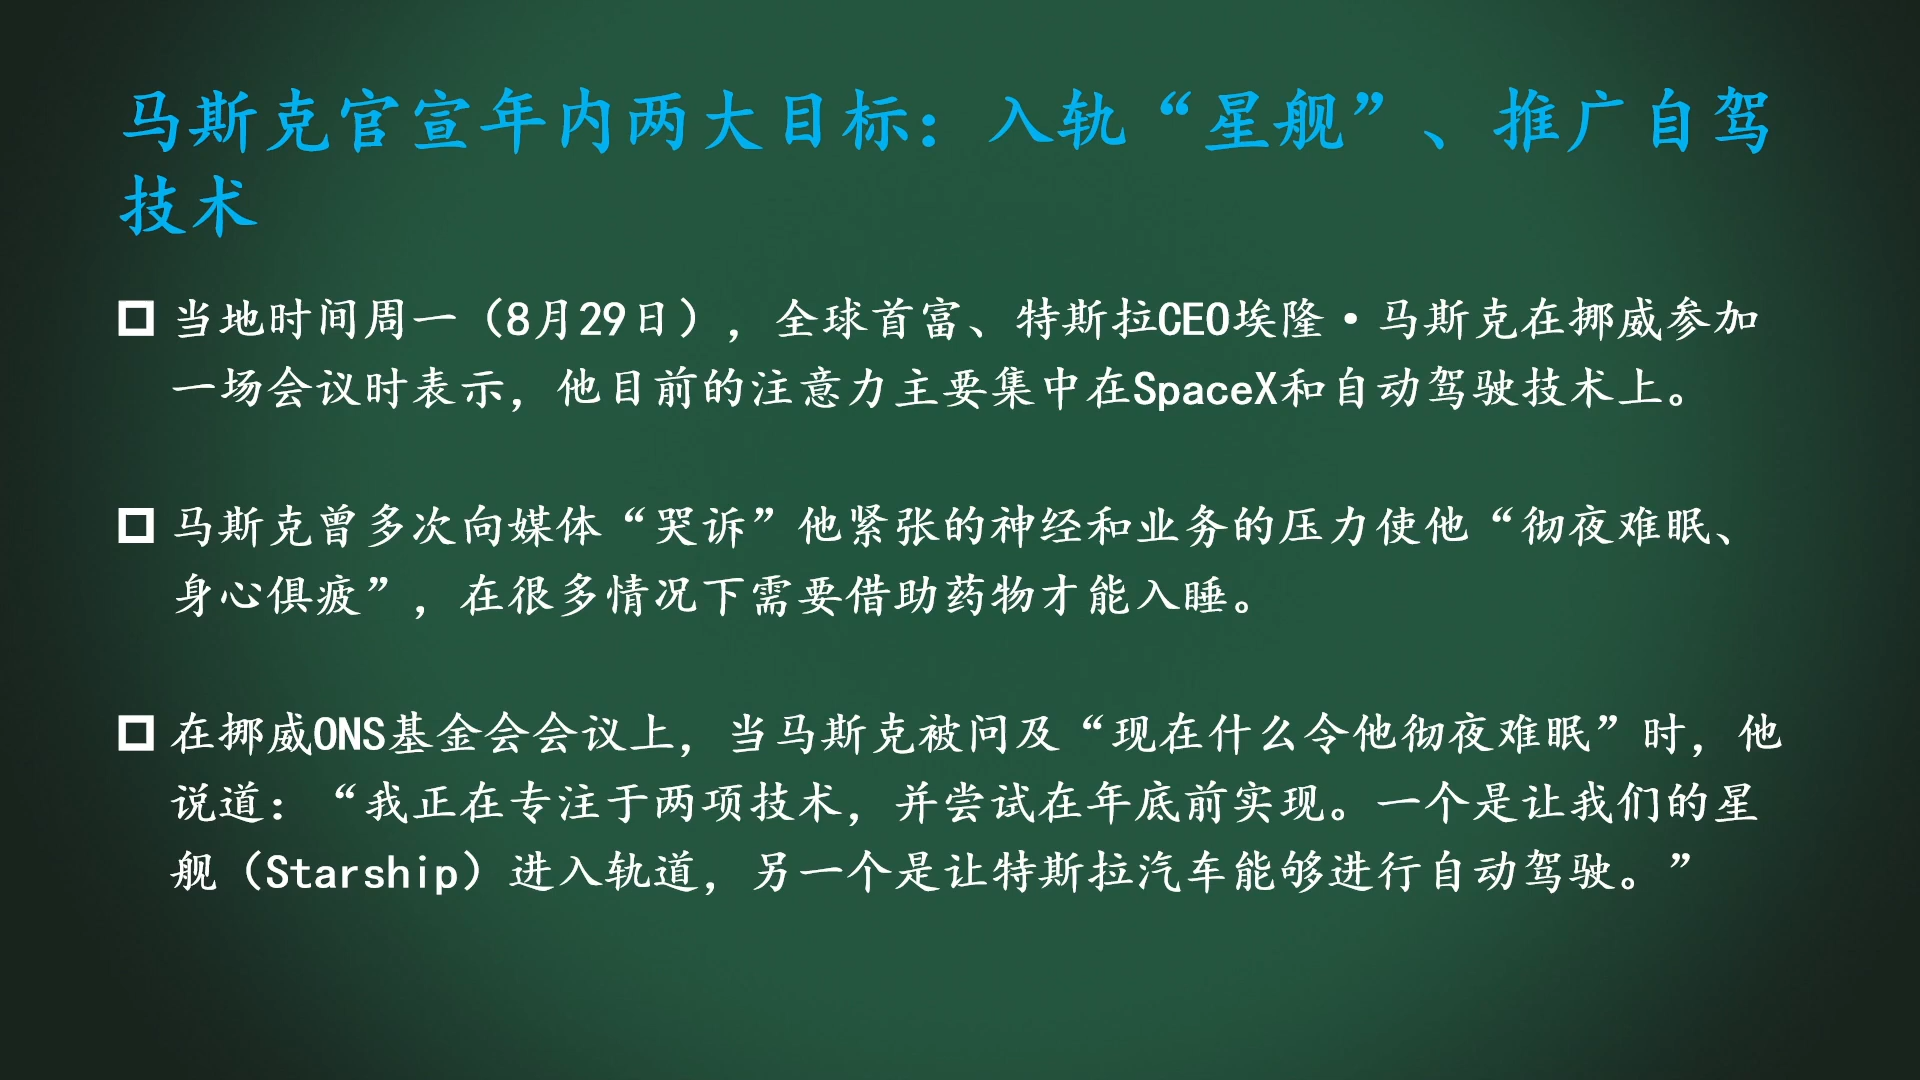 马斯克官宣年内两大目标：入轨“星舰”、推广自驾
技术
当地时间周一（8月29日），全球首富、特斯拉CEO埃隆·马斯克在挪威参加
一场会议时表示，他目前的注意力主要集中在SpaceX和自动驾驶技术上。
马斯克曾多次向媒体“哭诉”他紧张的神经和业务的压力使他“彻夜难眠、
身心俱疲”，在很多情况下需要借助药物才能入睡。
在挪威ONS基金会会议上，当马斯克被问及“现在什么令他彻夜难眠”时，他
说道：“我正在专注于两项技术，并尝试在年底前实现。一个是让我们的星
舰（Starship）进入轨道，另一个是让特斯拉汽车能够进行自动驾驶。”